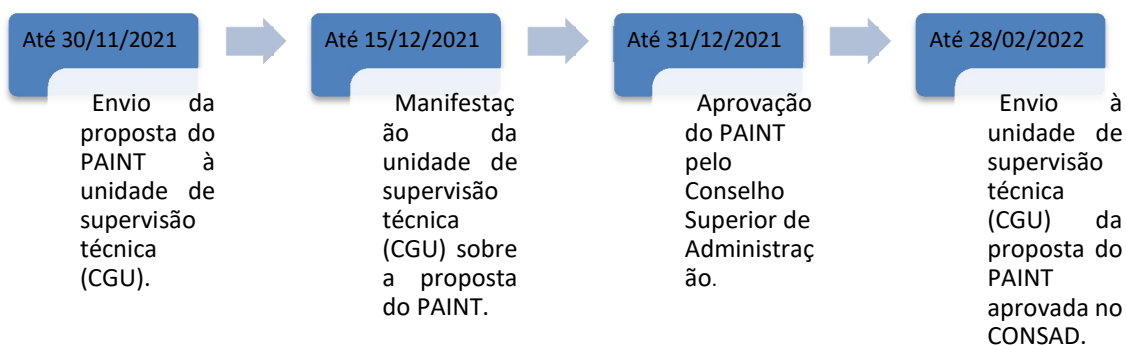 Até 30/11/2021
Envio da
proposta do
PAINT à
unidade de
supervisão
técnica
(CGU).
Até 15/12/2021
Manifestaç
ão da
unidade de
supervisão
técnica
(CGU) sobre
a proposta
do PAINT.
Até 31/12/2021
Aprovação
do PAINT
pelo
Conselho
Superior de
Administraç
ão.
Até 28/02/2022
Envio à
unidade de
supervisão
técnica
(CGU) da
proposta do
PAINT
aprovada no
CONSAD.